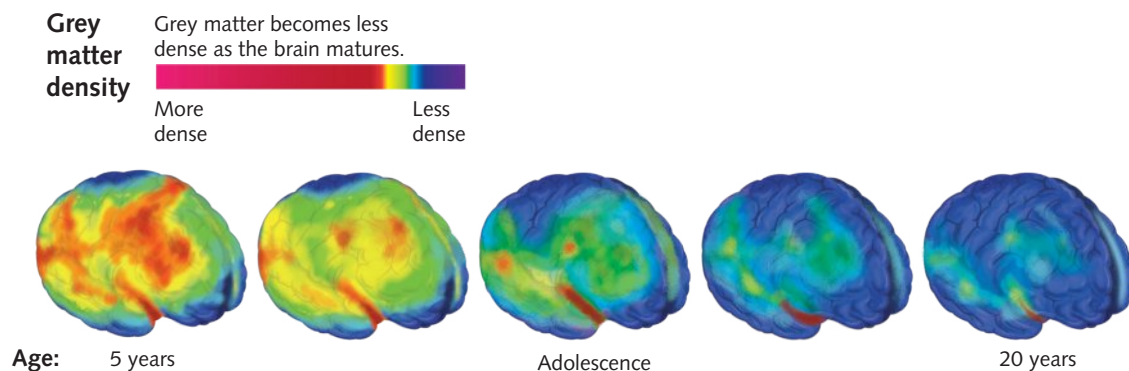 Grey
matter
density
Grey matter becomes less
dense as the brain matures.
More
dense
Less
dense
Age: 5 years Adolescence 20 years